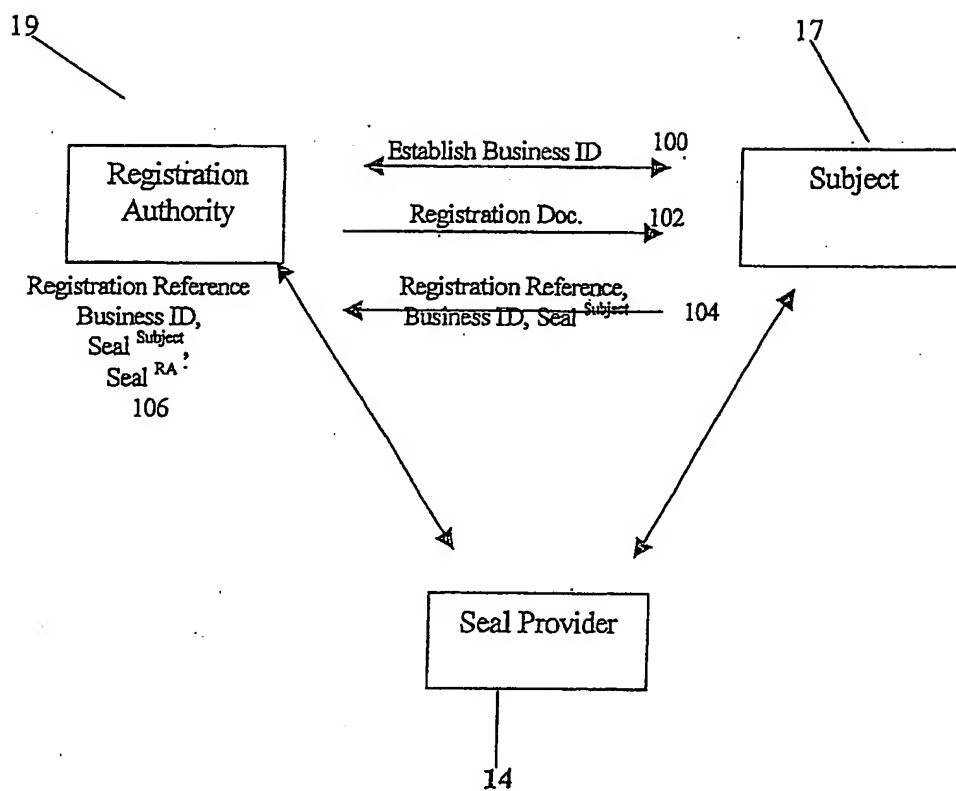 19
17
Registration
Authority
Establish Business ID
100
Subject
Registration Doc.
102
Registration Reference
Business ID,
Seal Subject,
Seal RA.
106
Registration Reference,
Business ID, Seal Subject
104
Seal Provider
14